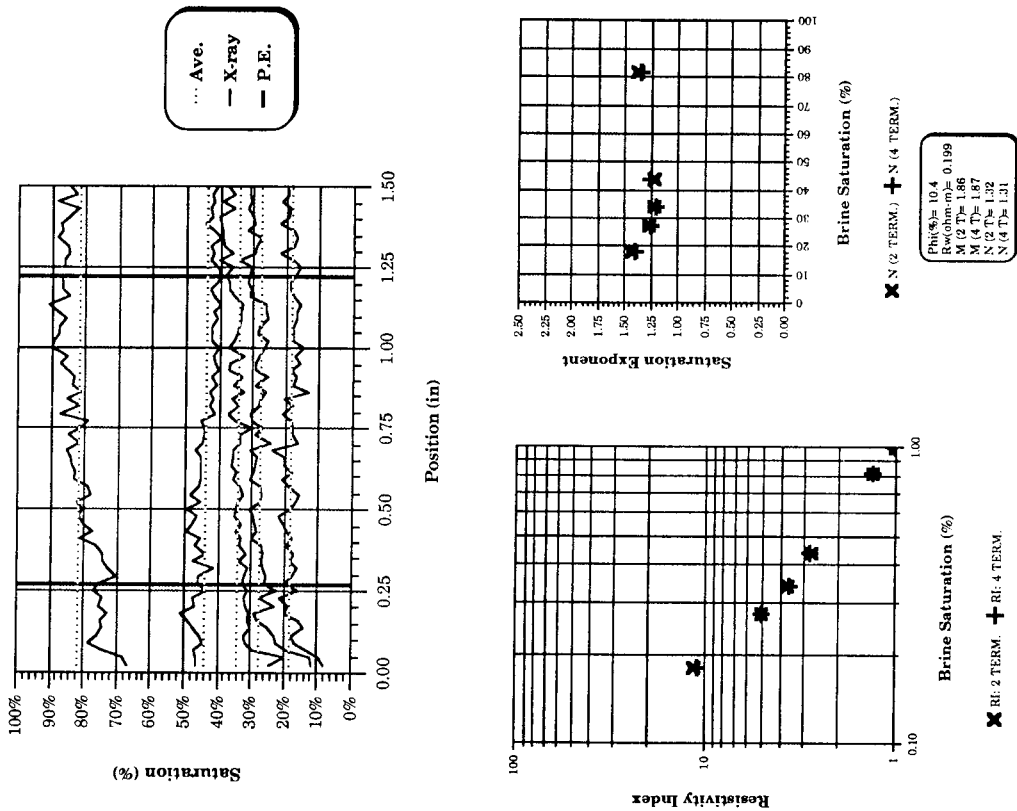 100%
90%
80%
70%
60%
50%
40%
30%
20%
10%
0%
Saturation (%)
0.00
0.25
0.50
0.75
1.00
1.25
1.50
Position (in)
Ave.
X-ray
P.E.
100
10
1
Resistivity Index
0.10
1.00
Brine Saturation (%)
RI: 2 TERM.
RI: 4 TERM.
2.50
2.25
2.00
1.75
1.50
1.25
1.00
0.75
0.50
0.25
0.00
Saturation Exponent
0
10
20
30
40
50
60
70
80
90
100
Brine Saturation (%)
N (2 TERM.)
N (4 TERM.)
Phi(%)= 10.4
Rw(ohm-m)= 0.199
M (2 T)= 1.86
M (4 T)= 1.87
N (2 T)= 1.32
N (4 T)= 1.31